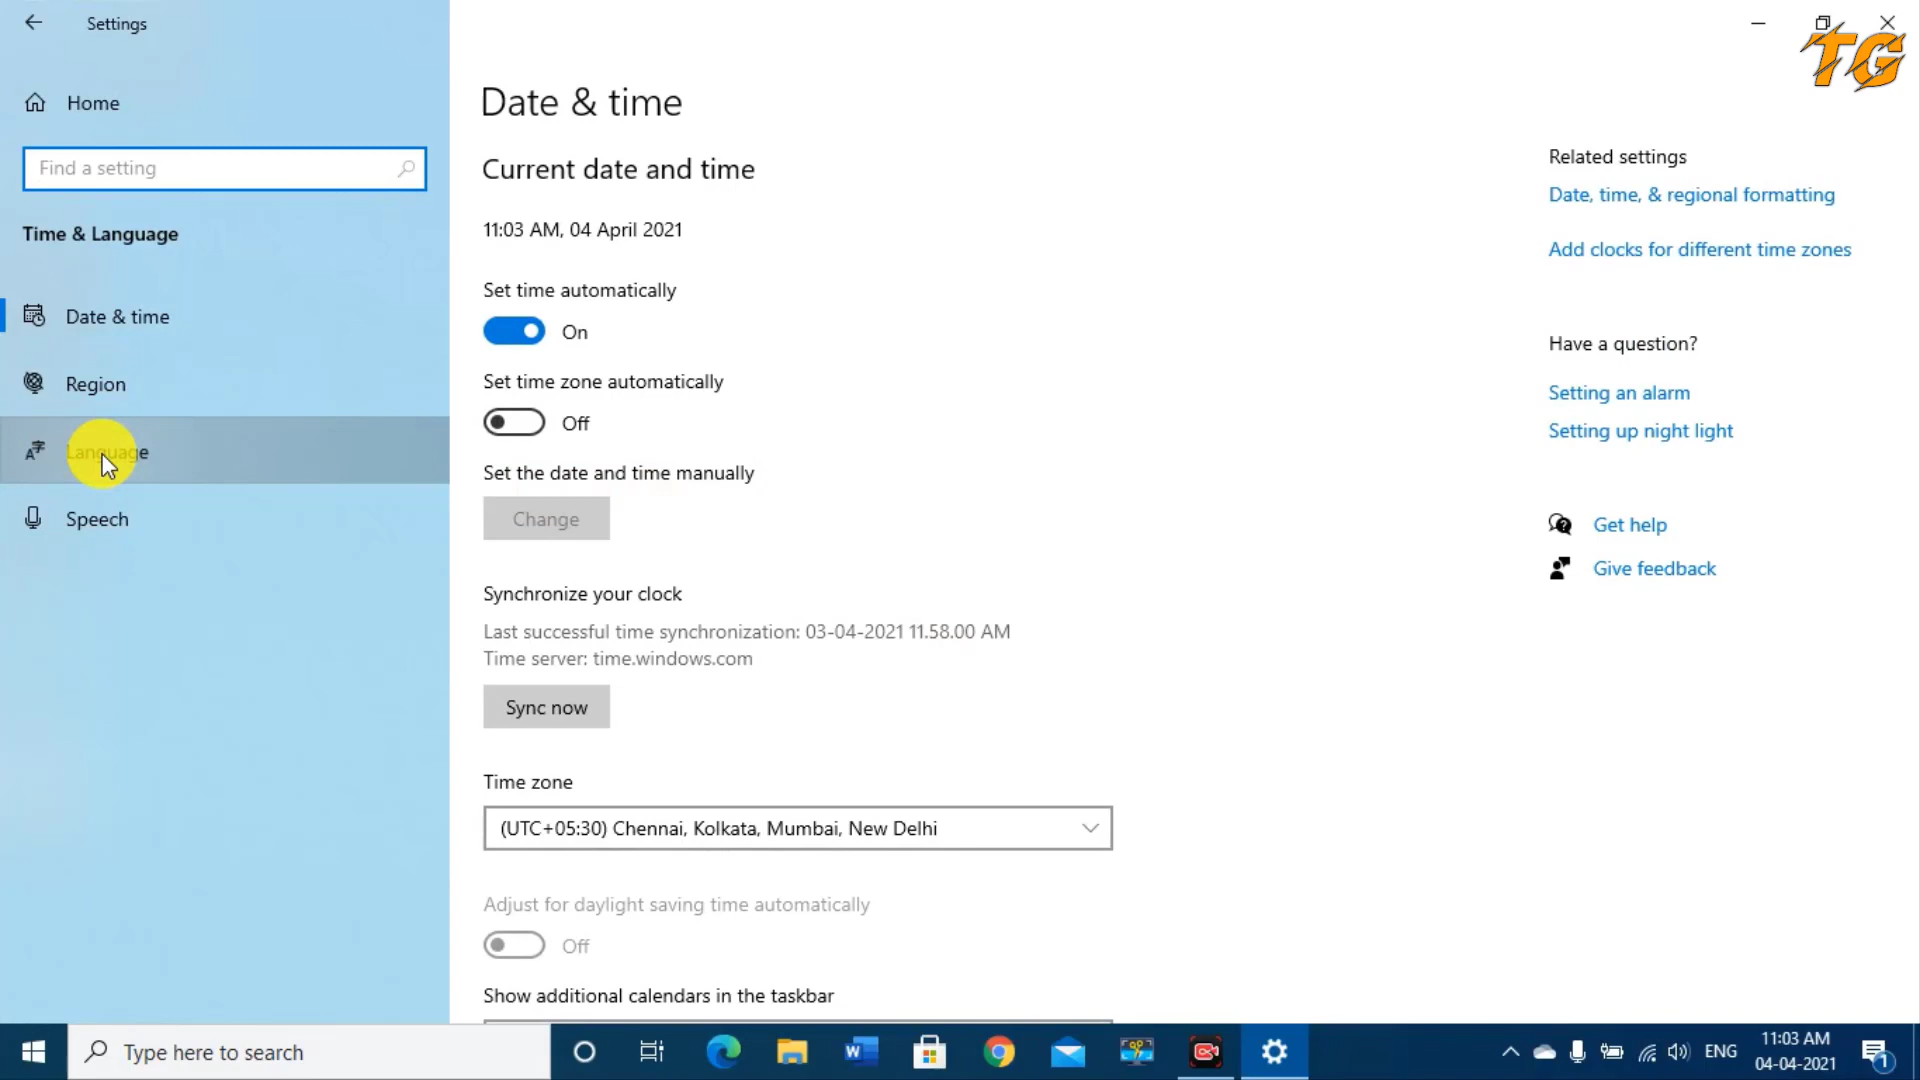 Settings
TG
Home
Find a setting
Time & Language
Date & time
Region
Language
Speech
Date & time
Current date and time
11:03 AM, 04 April 2021
Set time automatically
On
Set time zone automatically
Off
Set the date and time manually
Change
Synchronize your clock
Last successful time synchronization: 03-04-2021 11.58.00 AM
Time server: time.windows.com
Sync now
Time zone
(UTC+05:30) Chennai, Kolkata, Mumbai, New Delhi
Adjust for daylight saving time automatically
Off
Show additional calendars in the taskbar
Related settings
Date, time, & regional formatting
Add clocks for different time zones
Have a question?
Setting an alarm
Setting up night light
Get help
Give feedback
Type here to search
ENG
11:03 AM
04-04-2021
1